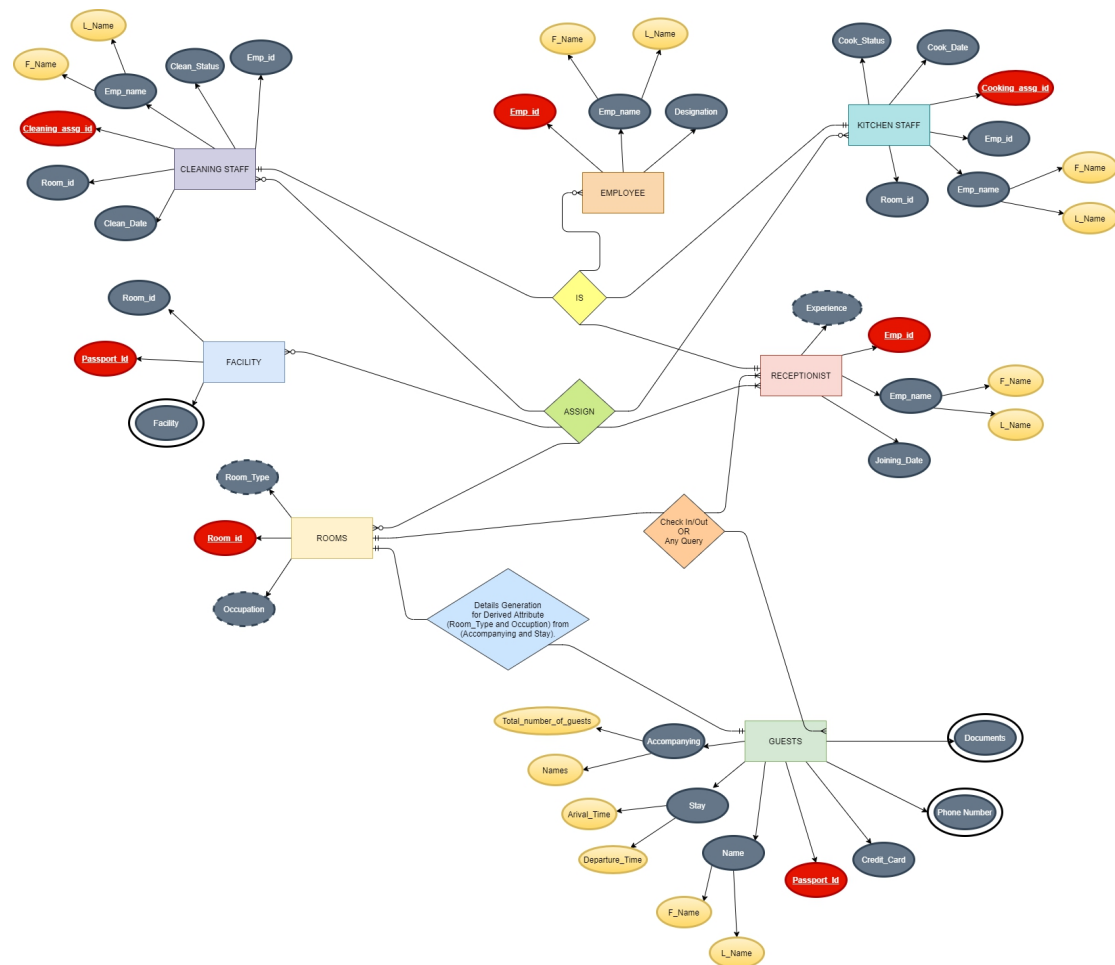 L_Name
F_Name
Clean_Status
Emp_id
Emp_name
Cleaning_assg_id
CLEANING STAFF
Room_id
Clean_Date
F_Name
L_Name
Emp_id
Emp_name
Designation
EMPLOYEE
Cook_Status
Cook_Date
Cooking_assg_id
KITCHEN STAFF
Emp_id
F_Name
Emp_name
Room_id
L_Name
IS
Room_id
Passport_Id
FACILITY
Facility
Experience
Emp_id
RECEPTIONIST
Emp_name
F_Name
L_Name
Joining_Date
ASSIGN
Room_Type
Room_id
ROOMS
Occupation
Check In/Out
OR
Any Query
Details Generation
for Derived Attribute
(Room_Type and Occuption) from
(Accompanying and Stay).
Total_number_of_guests
Accompanying
Names
GUESTS
Documents
Stay
Arival_Time
Departure_Time
Phone Number
Name
Credit_Card
Passport_Id
F_Name
L_Name